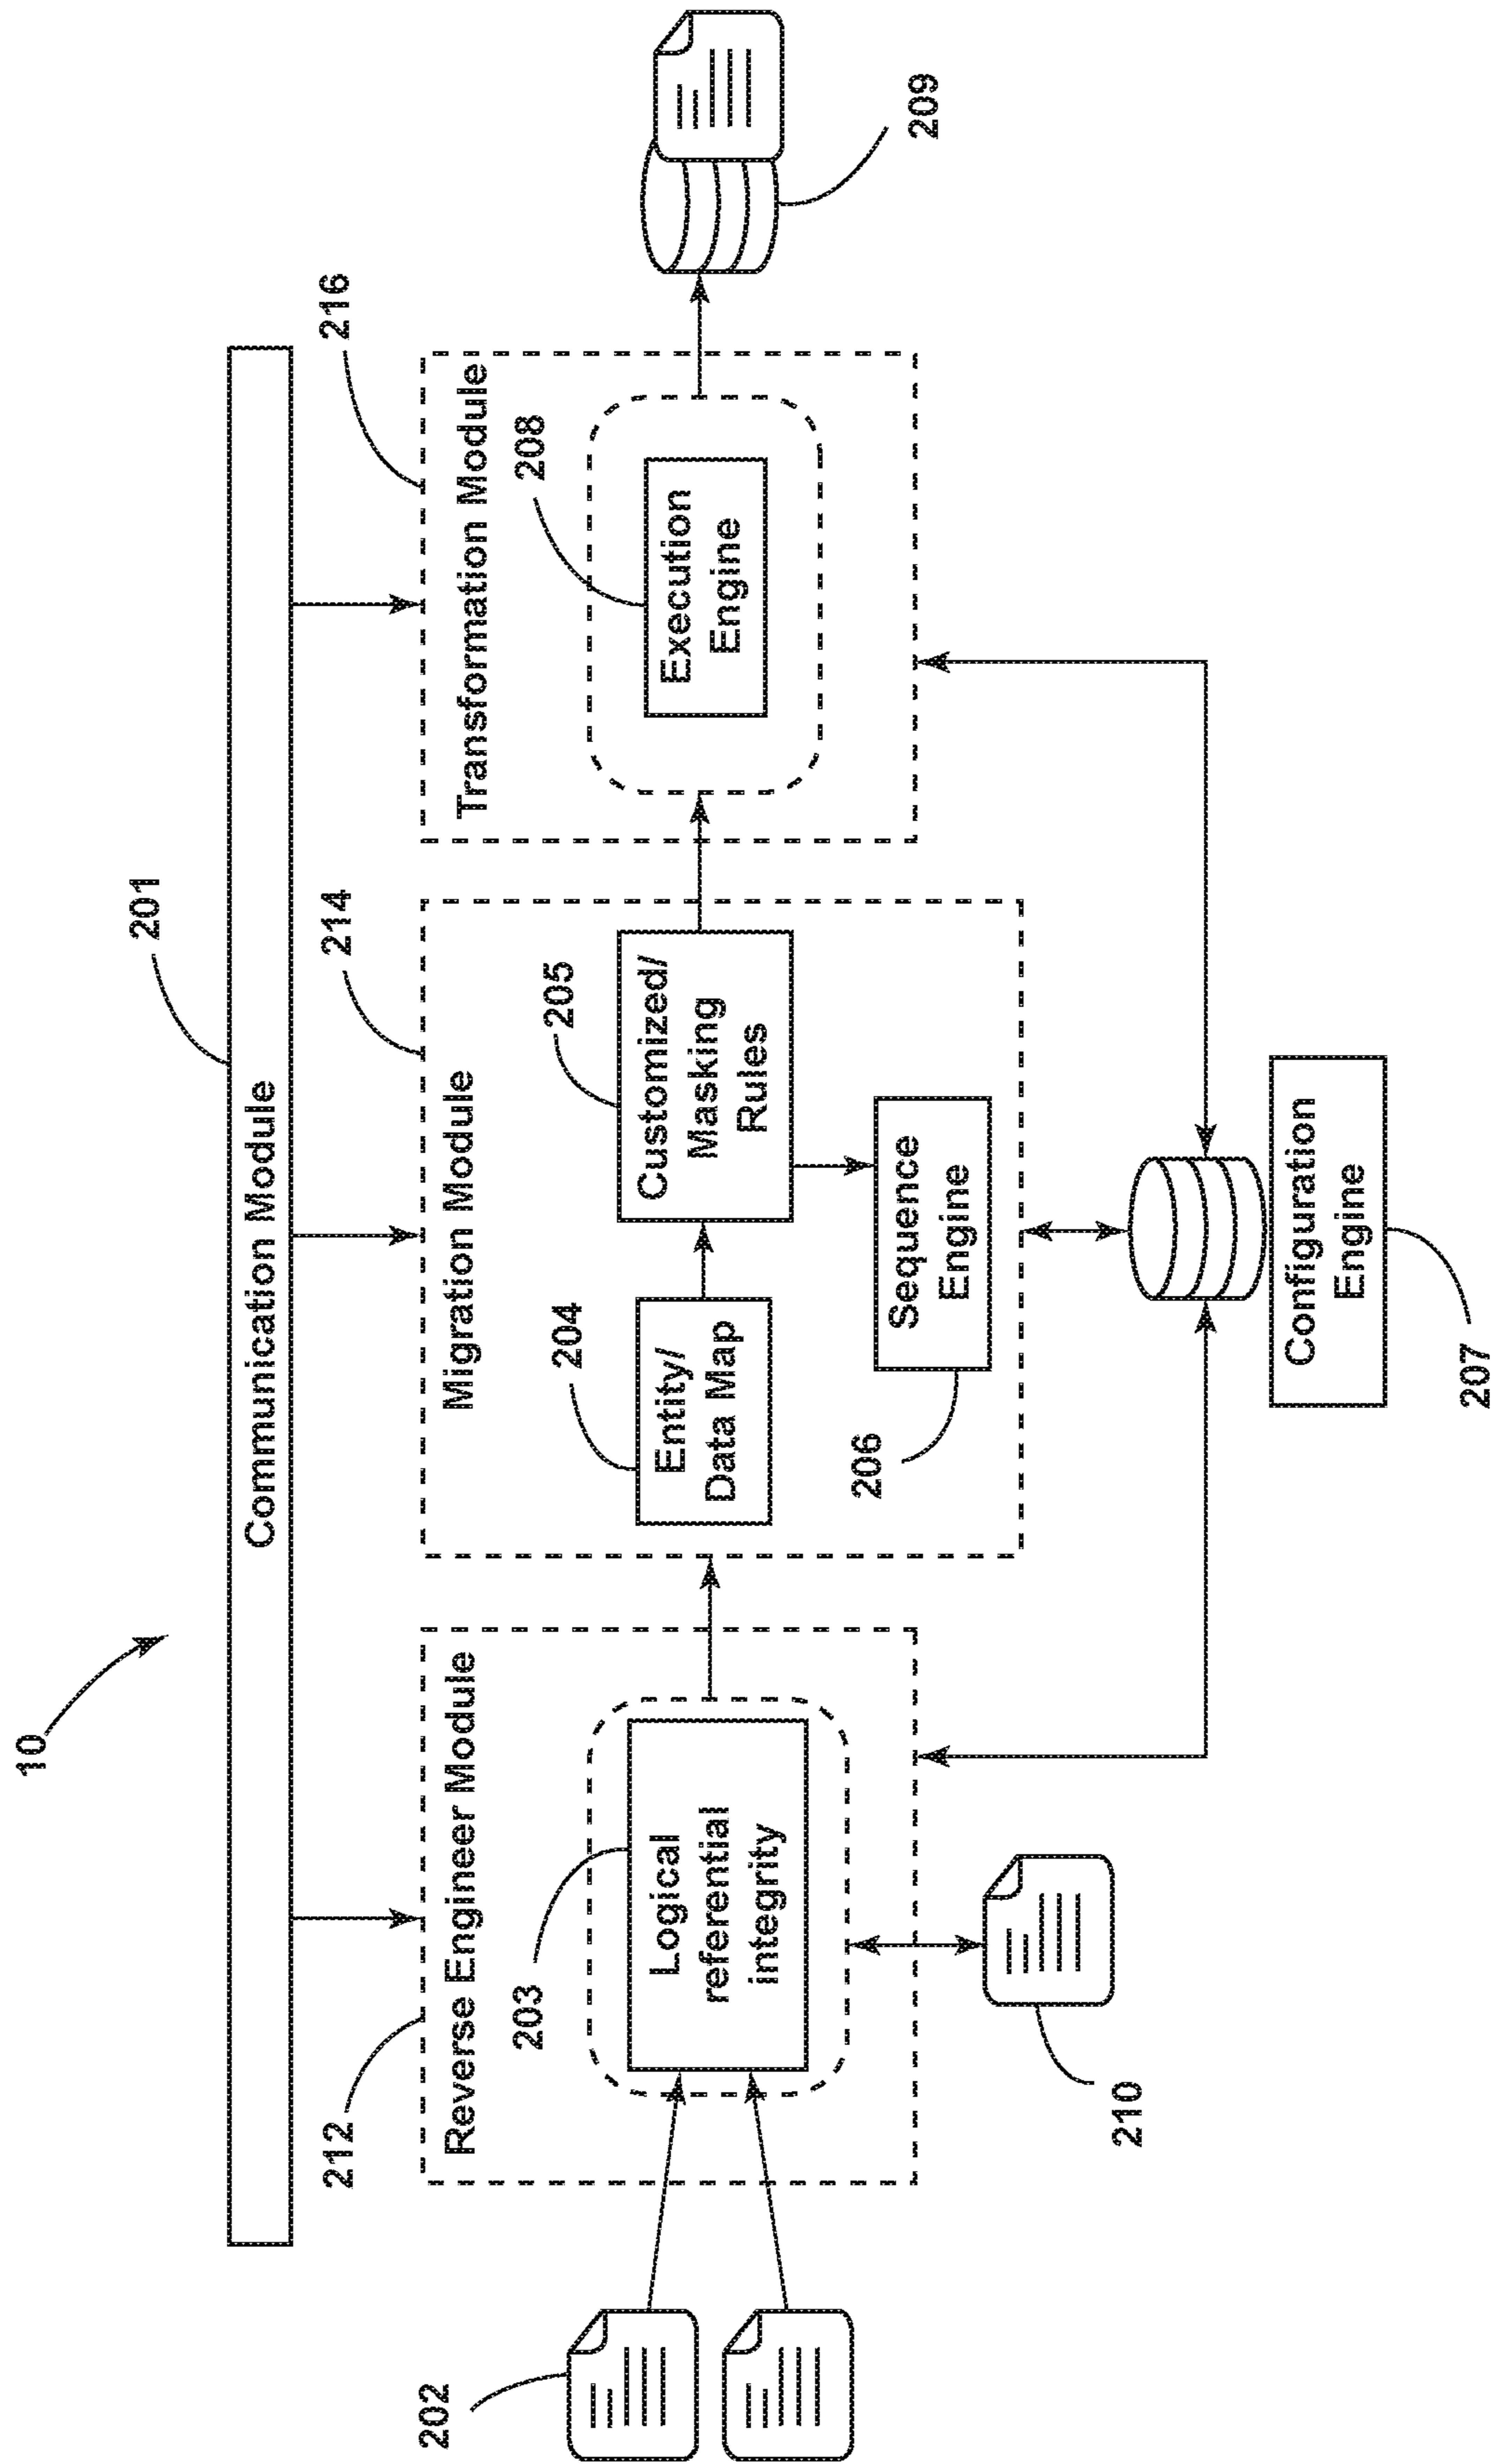 10
201
Communication Module
212
214
216
Reverse Engineer Module
Migration Module
Transformation Module
202
203
Logical
referential
integrity
204
Entity/
Data Map
205
Customized/
Masking
Rules
208
Execution
Engine
209
206
Sequence
Engine
210
Configuration
Engine
207